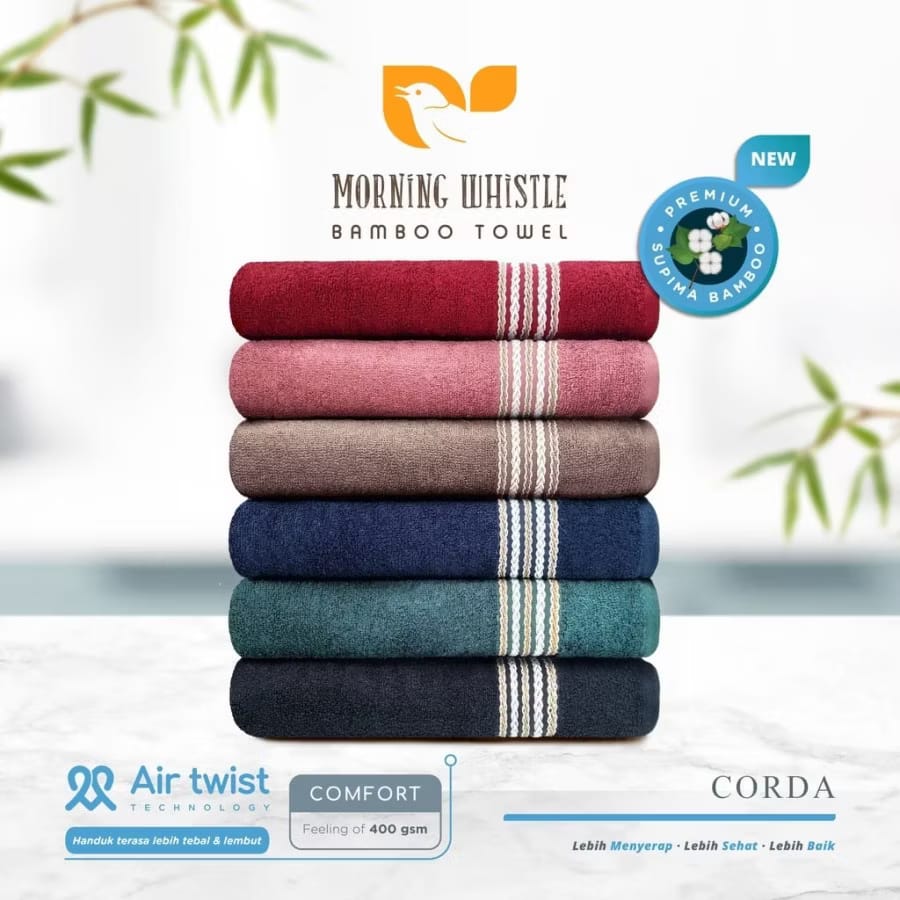 MORNING WHISTLE
BAMBOO TOWEL
NEW
PREMIUM
SUPIMA BAMBOO
Air twist
TECHNOLOGY
Handuk terasa lebih tebal & lembut
COMFORT
Feeling of 400 gsm
CORDA
Lebih Menyerap · Lebih Sehat · Lebih Baik